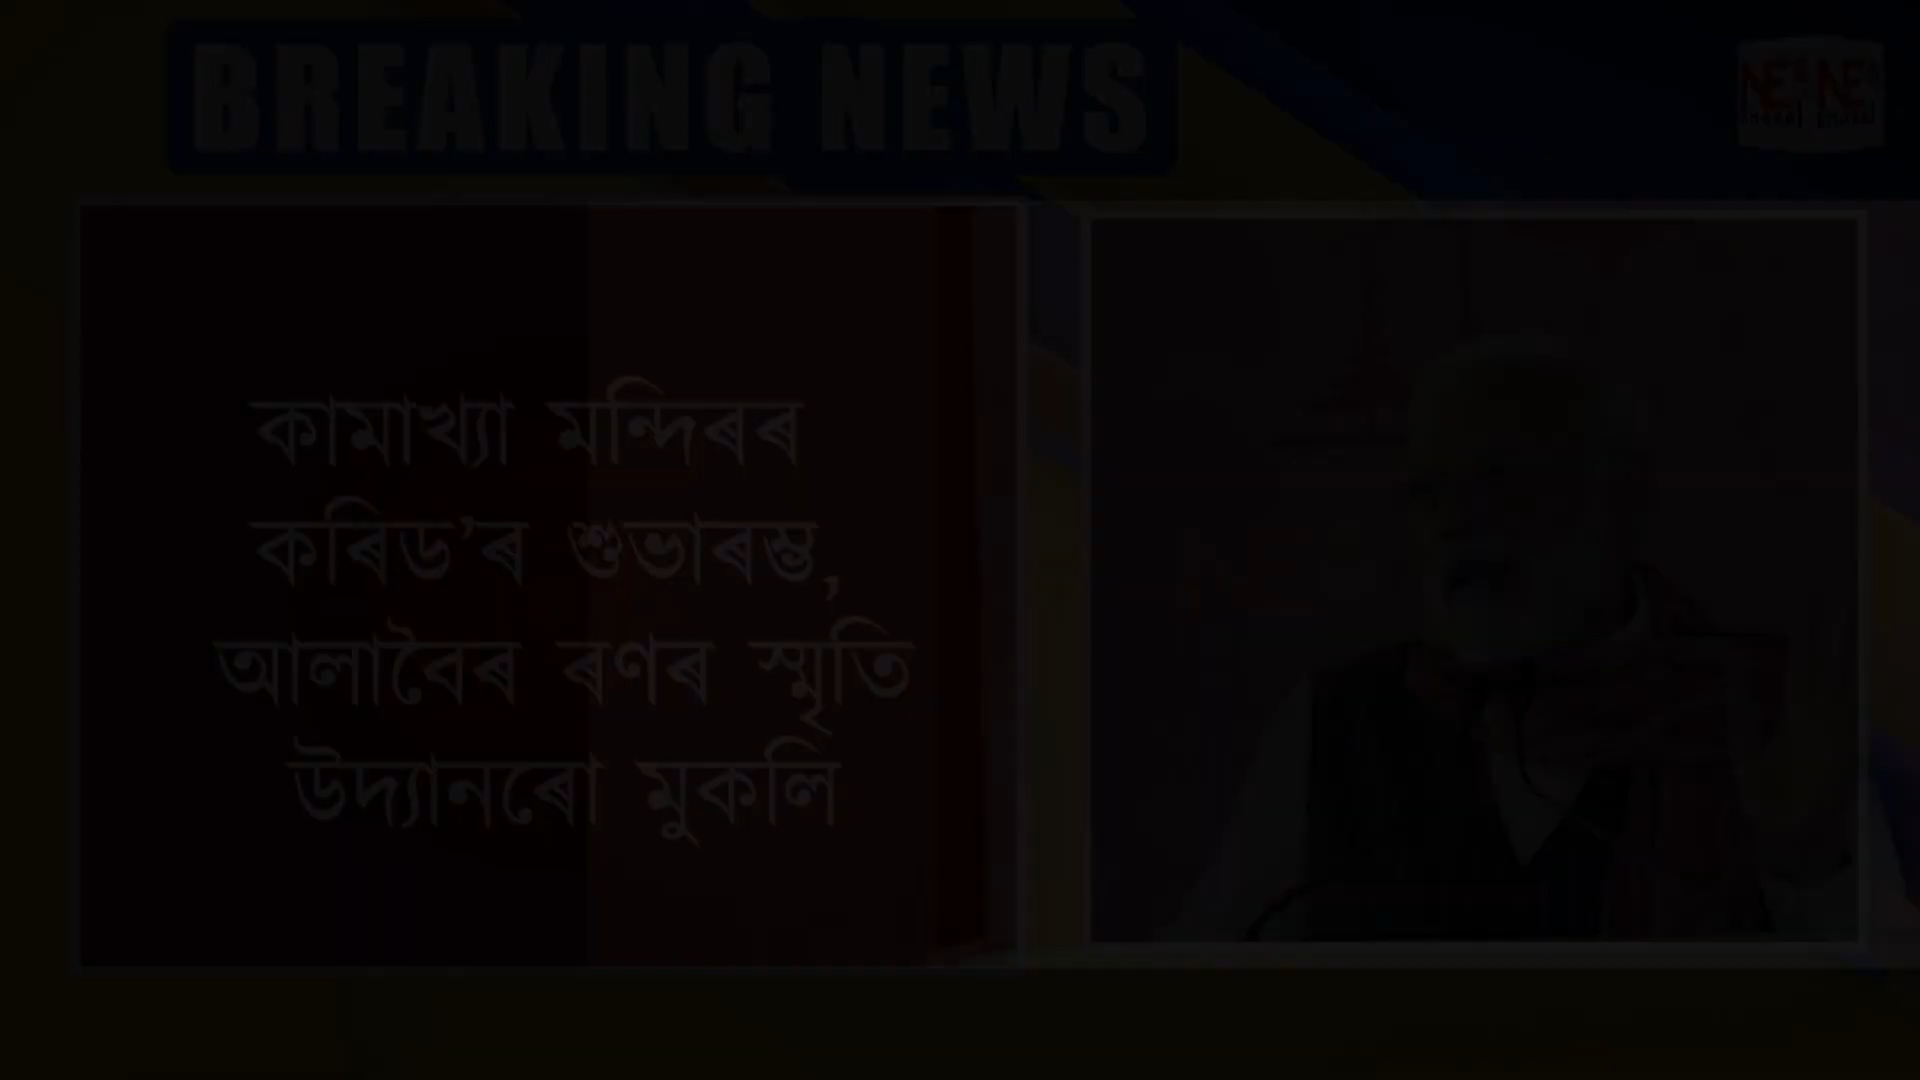 BREAKING NEWS
কামাখ্যা মন্দিৰৰ
কৰিড’ৰ শুভাৰম্ভ,
আলাবৈৰ ৰণৰ স্মৃতি
উদ্যানৰো মুকলি